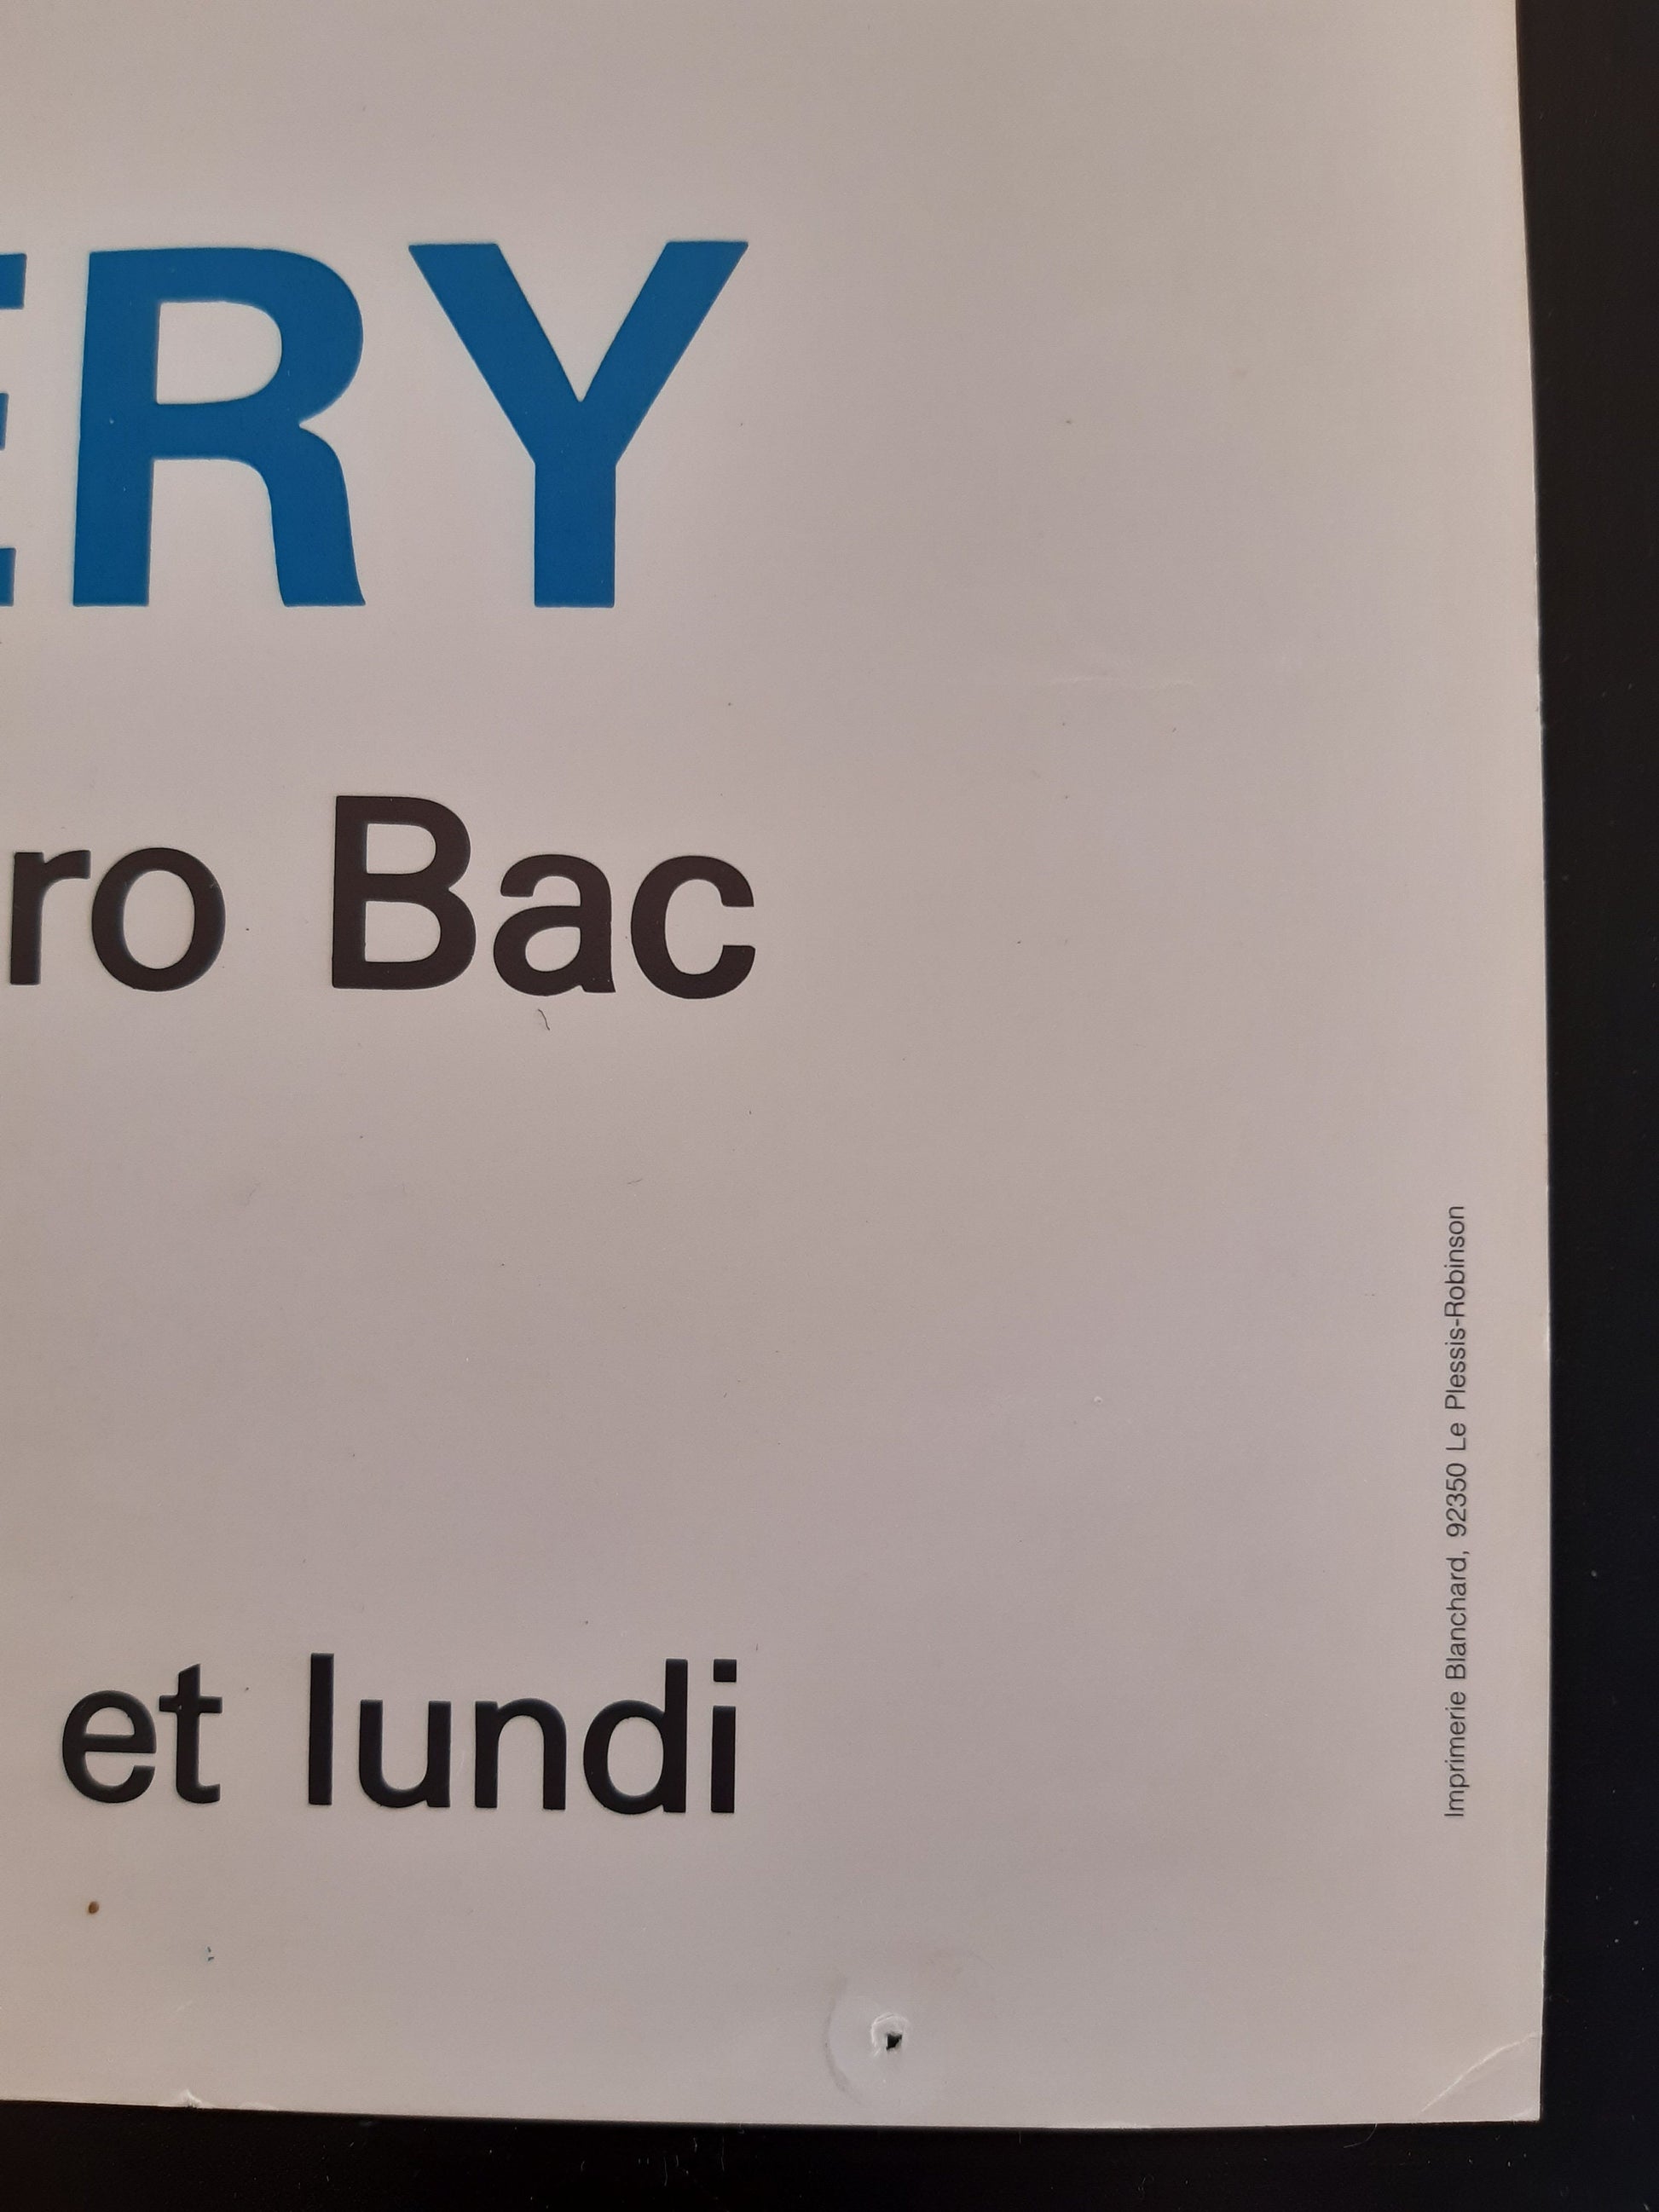 ERY
ro Bac
et lundi
Imprimerie Blanchard, 92350 Le Plessis-Robinson